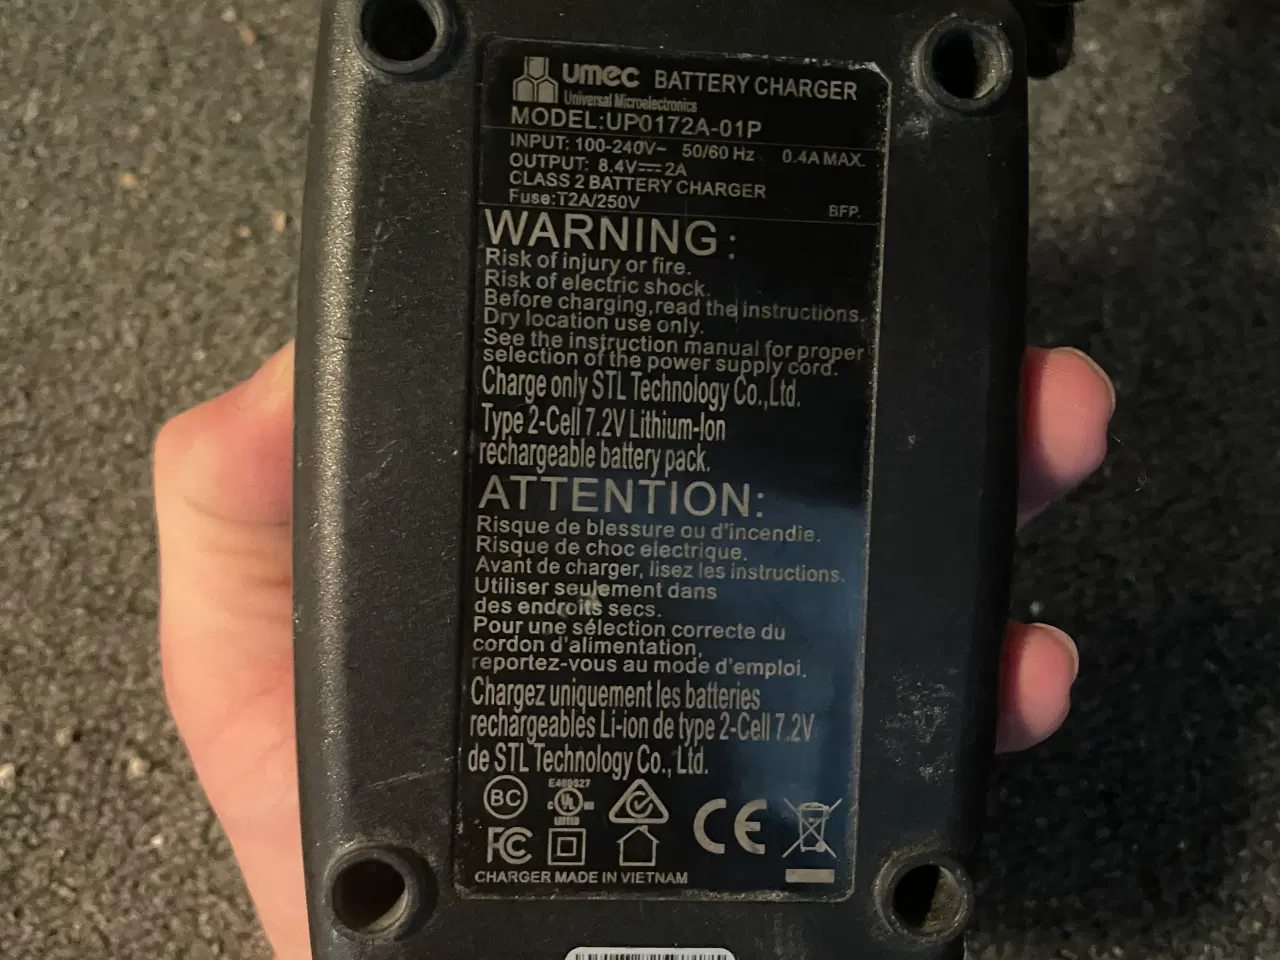 umec BATTERY CHARGER
Universal Microelectronics
MODEL:UP0172A-01P
INPUT: 100-240V~ 50/60 Hz 0.4A MAX.
OUTPUT: 8.4V⎓2A
CLASS 2 BATTERY CHARGER
Fuse:T2A/250V BFP.
WARNING:
Risk of injury or fire.
Risk of electric shock.
Before charging,read the instructions.
Dry location use only.
See the instruction manual for proper
selection of the power supply cord.
Charge only STL Technology Co.,Ltd.
Type 2-Cell 7.2V Lithium-Ion
rechargeable battery pack.
ATTENTION:
Risque de blessure ou d'incendie.
Risque de choc electrique.
Avant de charger, lisez les instructions.
Utiliser seulement dans
des endroits secs.
Pour une sélection correcte du
cordon d'alimentation,
reportez-vous au mode d'emploi.
Chargez uniquement les batteries
rechargeables Li-ion de type 2-Cell 7.2V
de STL Technology Co., Ltd.
BC
E469527
c UL us
LISTED
FC
CE
CHARGER MADE IN VIETNAM